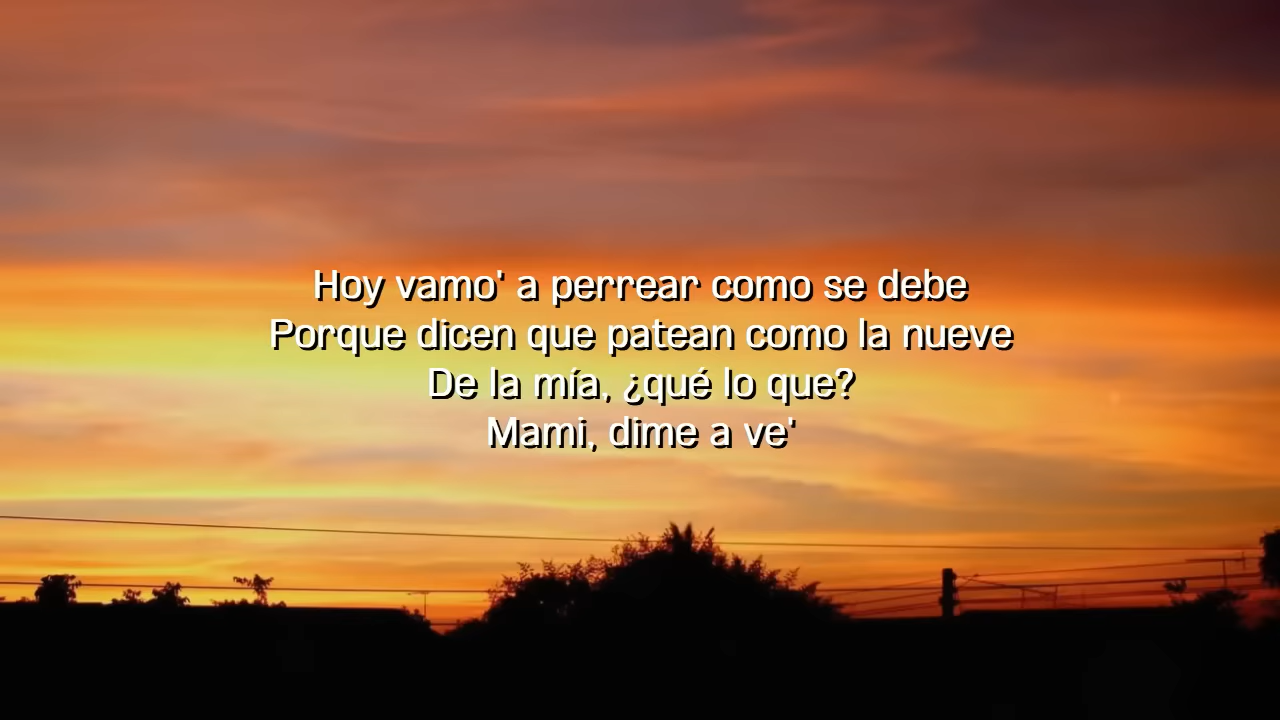 Hoy vamo' a perrear como se debe
Porque dicen que patean como la nueve
De la mía, ¿qué lo que?
Mami, dime a ve'